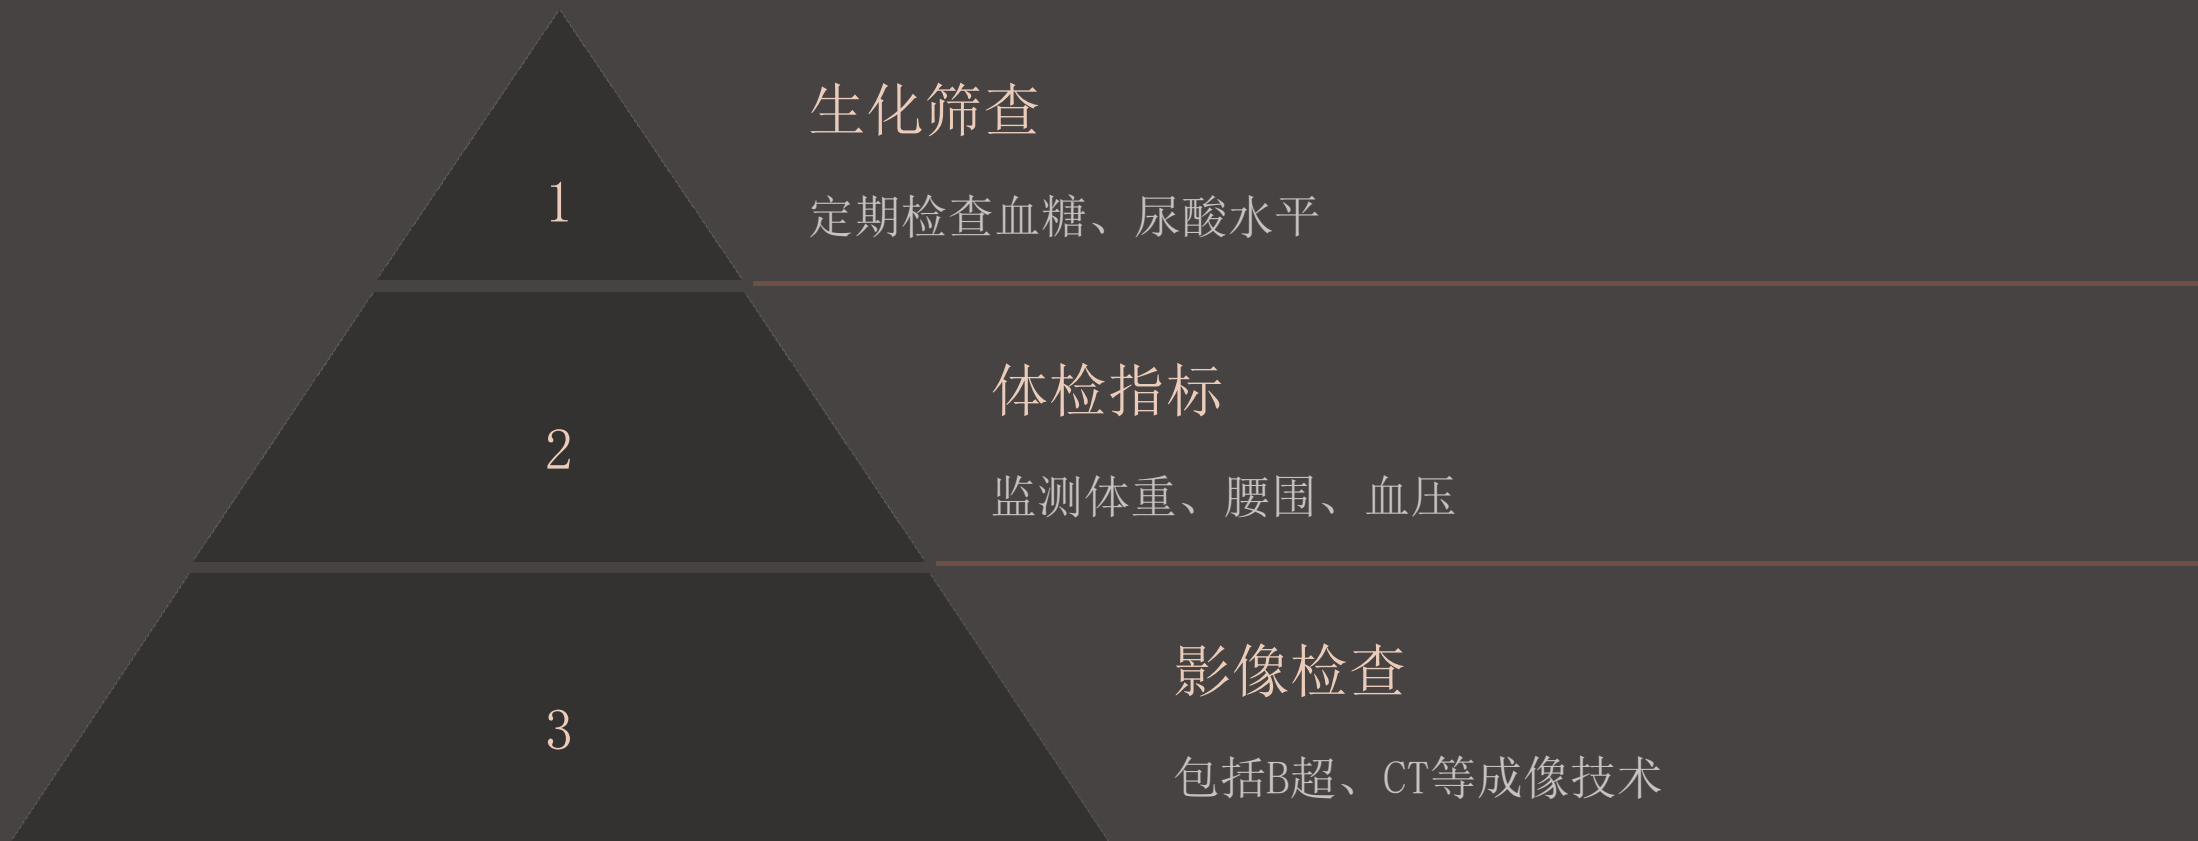 生化筛查
1
定期检查血糖、尿酸水平
体检指标
2
监测体重、腰围、血压
影像检查
3
包括B超、CT等成像技术